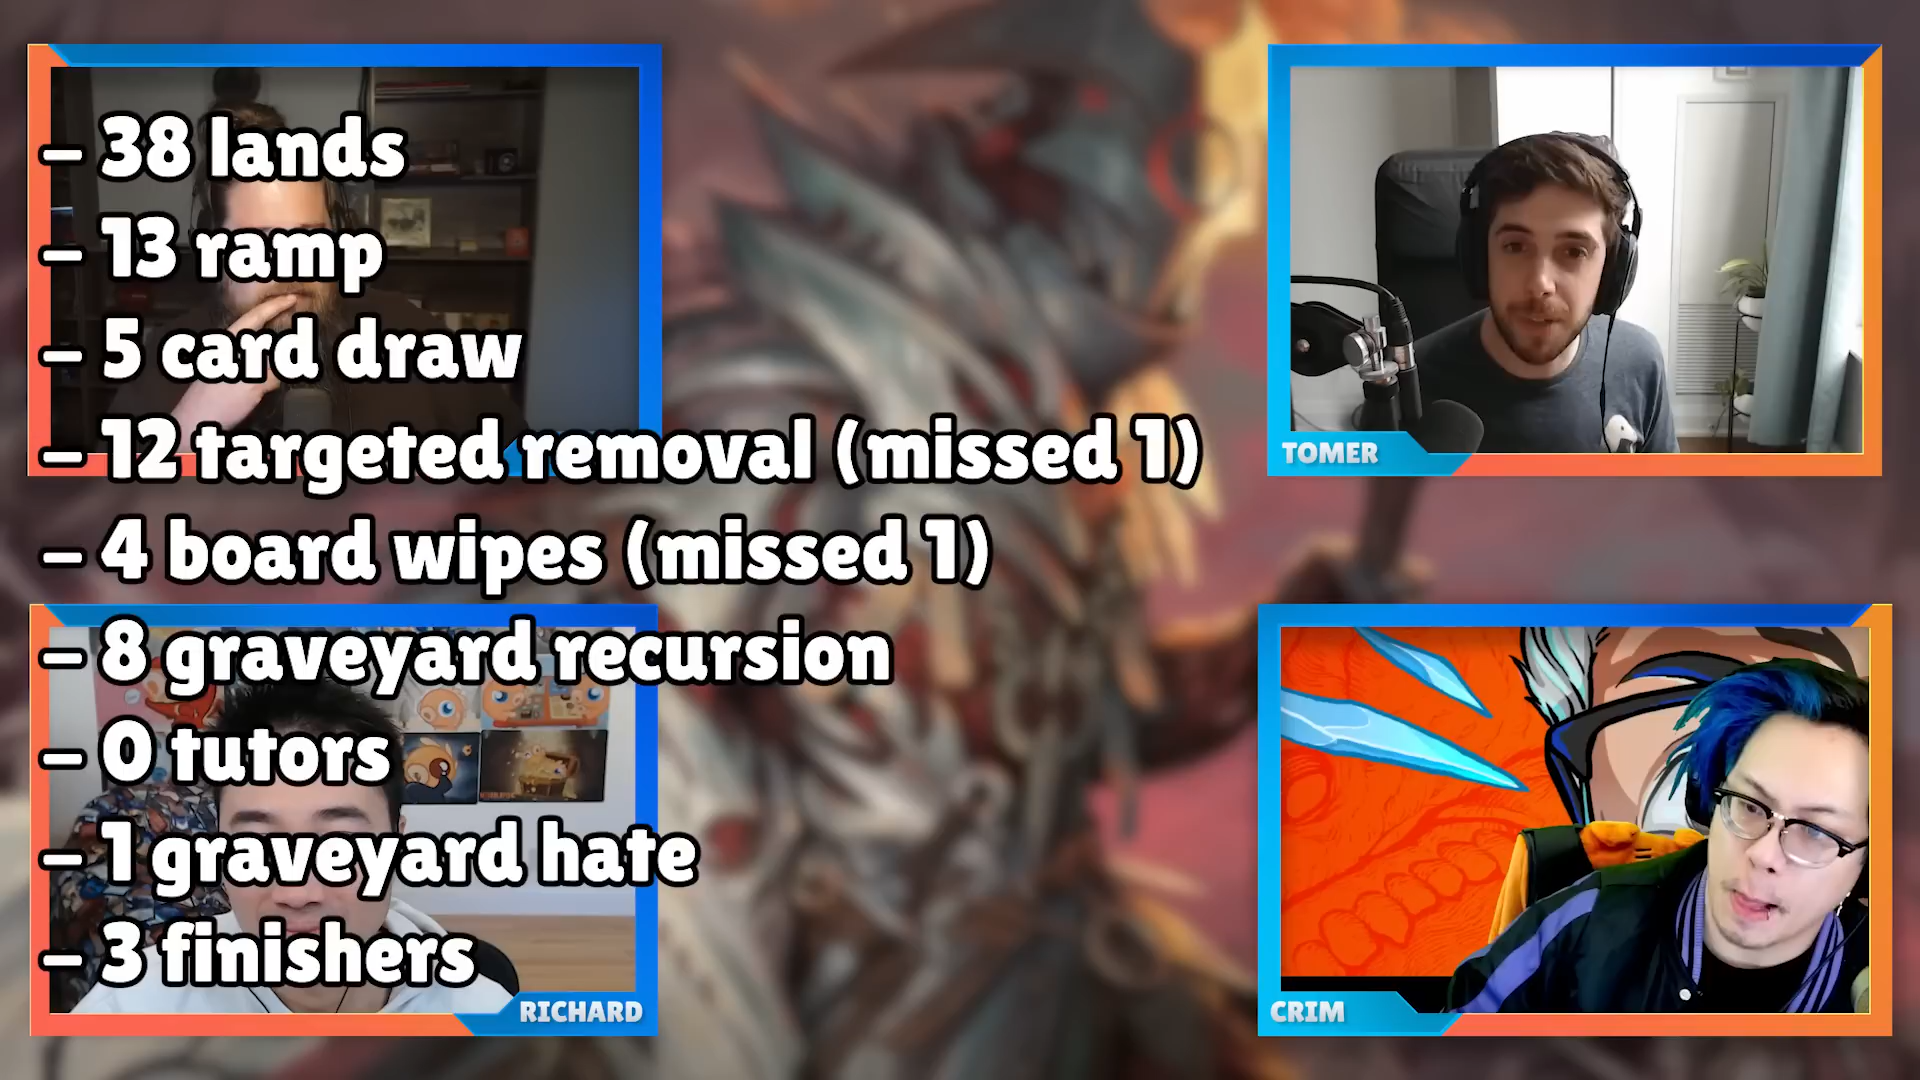 – 38 lands
– 13 ramp
– 5 card draw
– 12 targeted removal (missed 1)
– 4 board wipes (missed 1)
– 8 graveyard recursion
– 0 tutors
– 1 graveyard hate
– 3 finishers
TOMER
RICHARD
CRIM